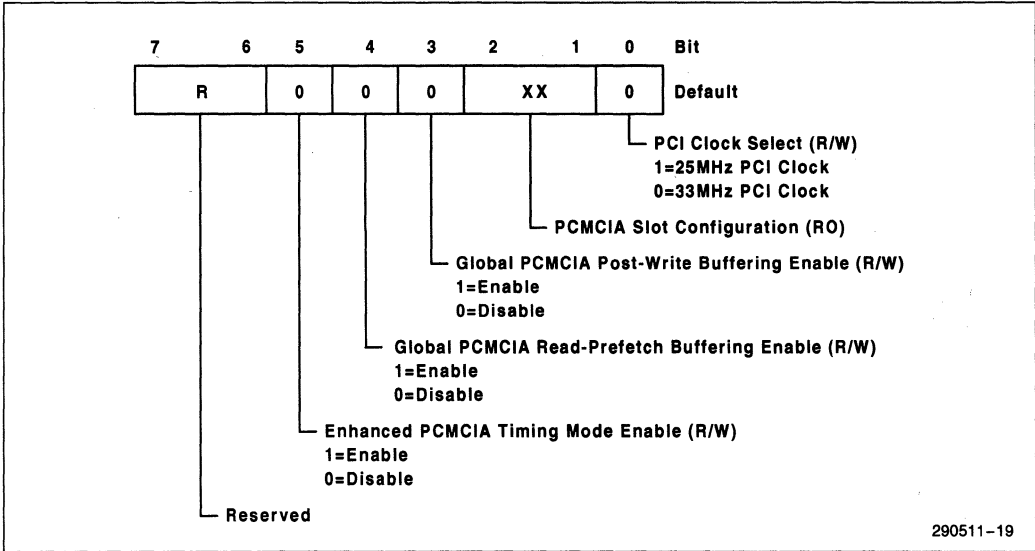 7 6 5 4 3 2 1 0 Bit
R 0 0 0 XX 0 Default
PCI Clock Select (R/W)
1=25MHz PCI Clock
0=33MHz PCI Clock
PCMCIA Slot Configuration (RO)
Global PCMCIA Post-Write Buffering Enable (R/W)
1=Enable
0=Disable
Global PCMCIA Read-Prefetch Buffering Enable (R/W)
1=Enable
0=Disable
Enhanced PCMCIA Timing Mode Enable (R/W)
1=Enable
0=Disable
Reserved
290511-19